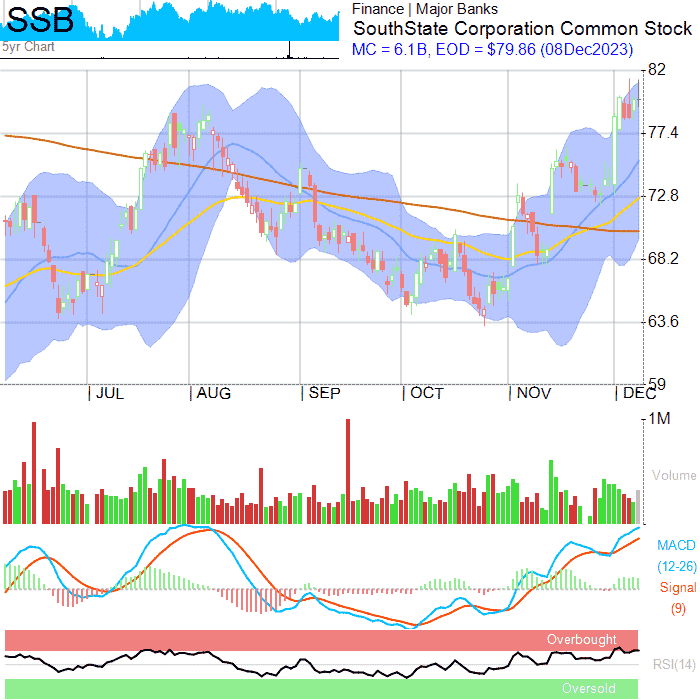 SSB
5yr Chart
Finance | Major Banks
SouthState Corporation Common Stock
MC = 6.1B, EOD = $79.86 (08Dec2023)
82
77.4
72.8
68.2
63.6
59
JUL
AUG
SEP
OCT
NOV
DEC
1M
Volume
MACD
(12-26)
Signal
(9)
Overbought
RSI(14)
Oversold